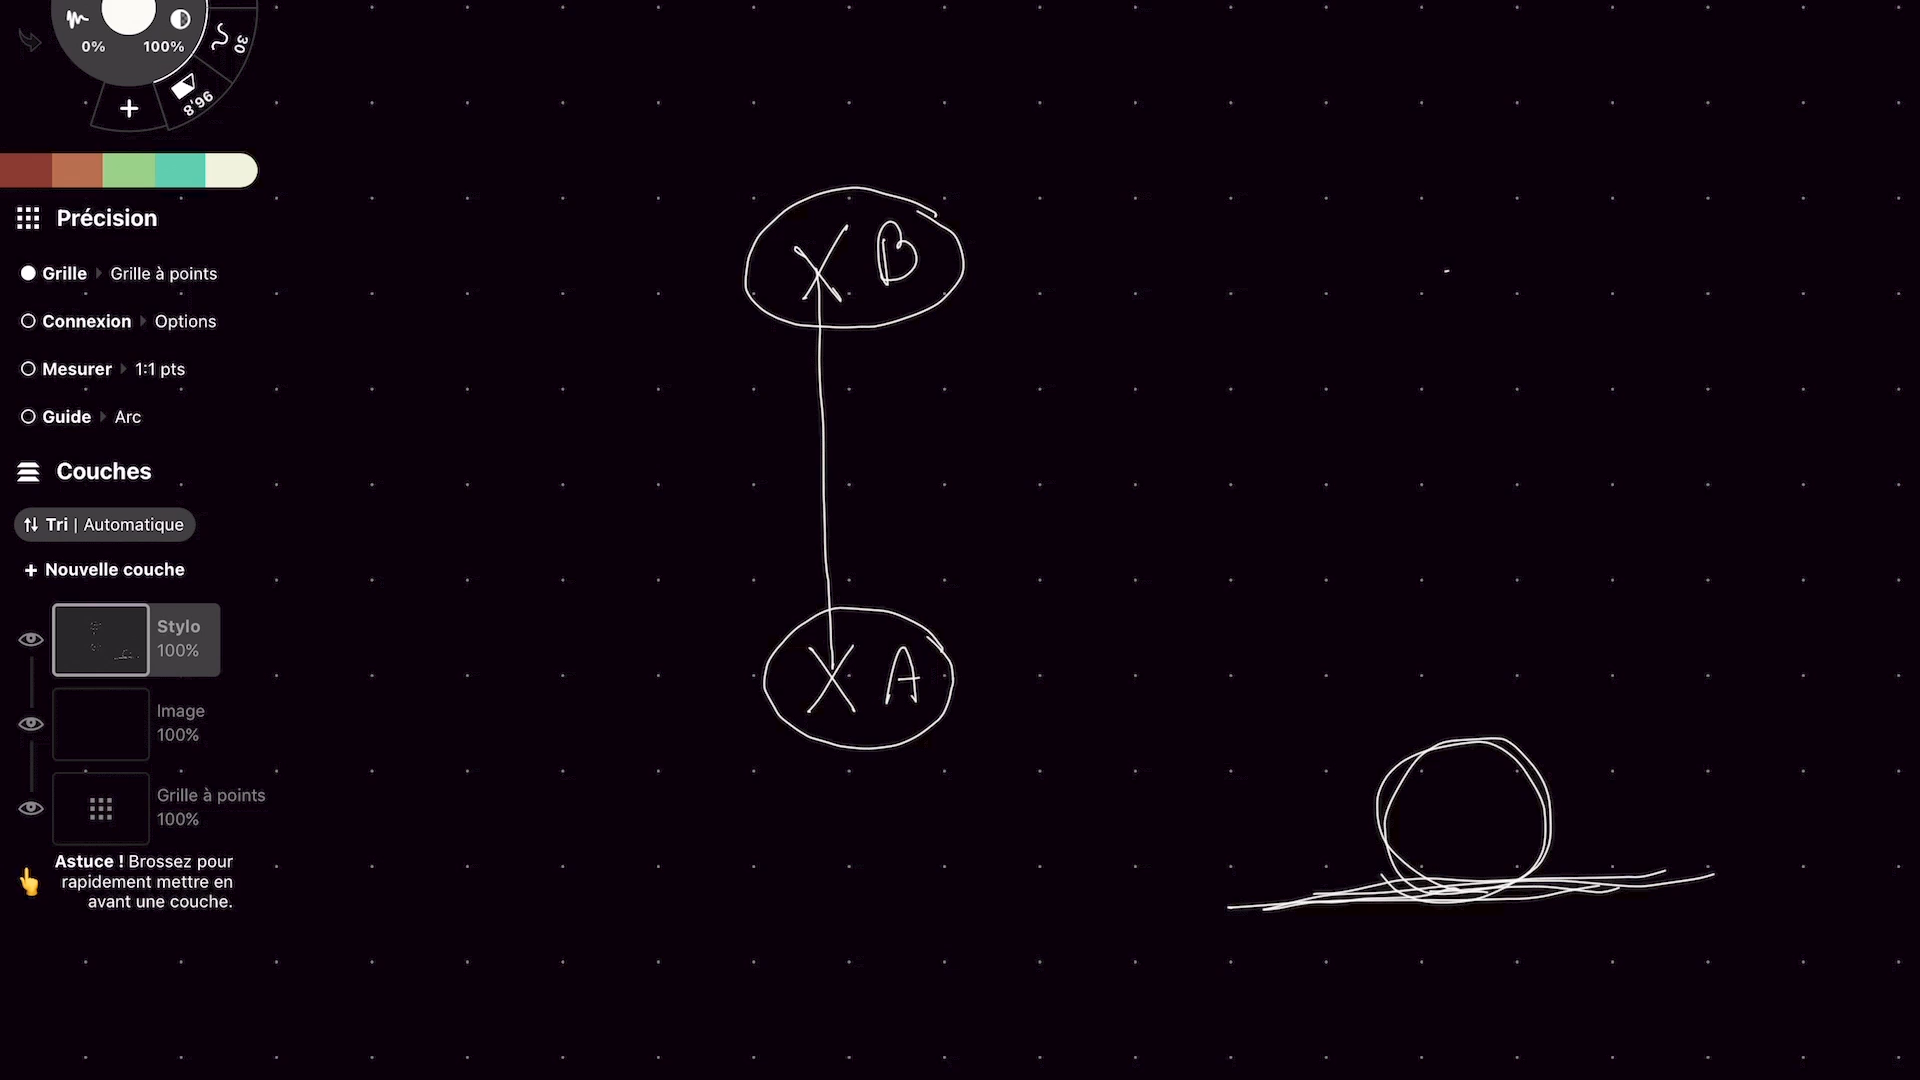 0% 100%
30
96,8
+
Précision
Grille Grille à points
Connexion Options
Mesurer 1:1 pts
Guide Arc
Couches
Tri | Automatique
+ Nouvelle couche
Stylo
100%
Image
100%
Grille à points
100%
Astuce ! Brossez pour
rapidement mettre en
avant une couche.
X B
X A